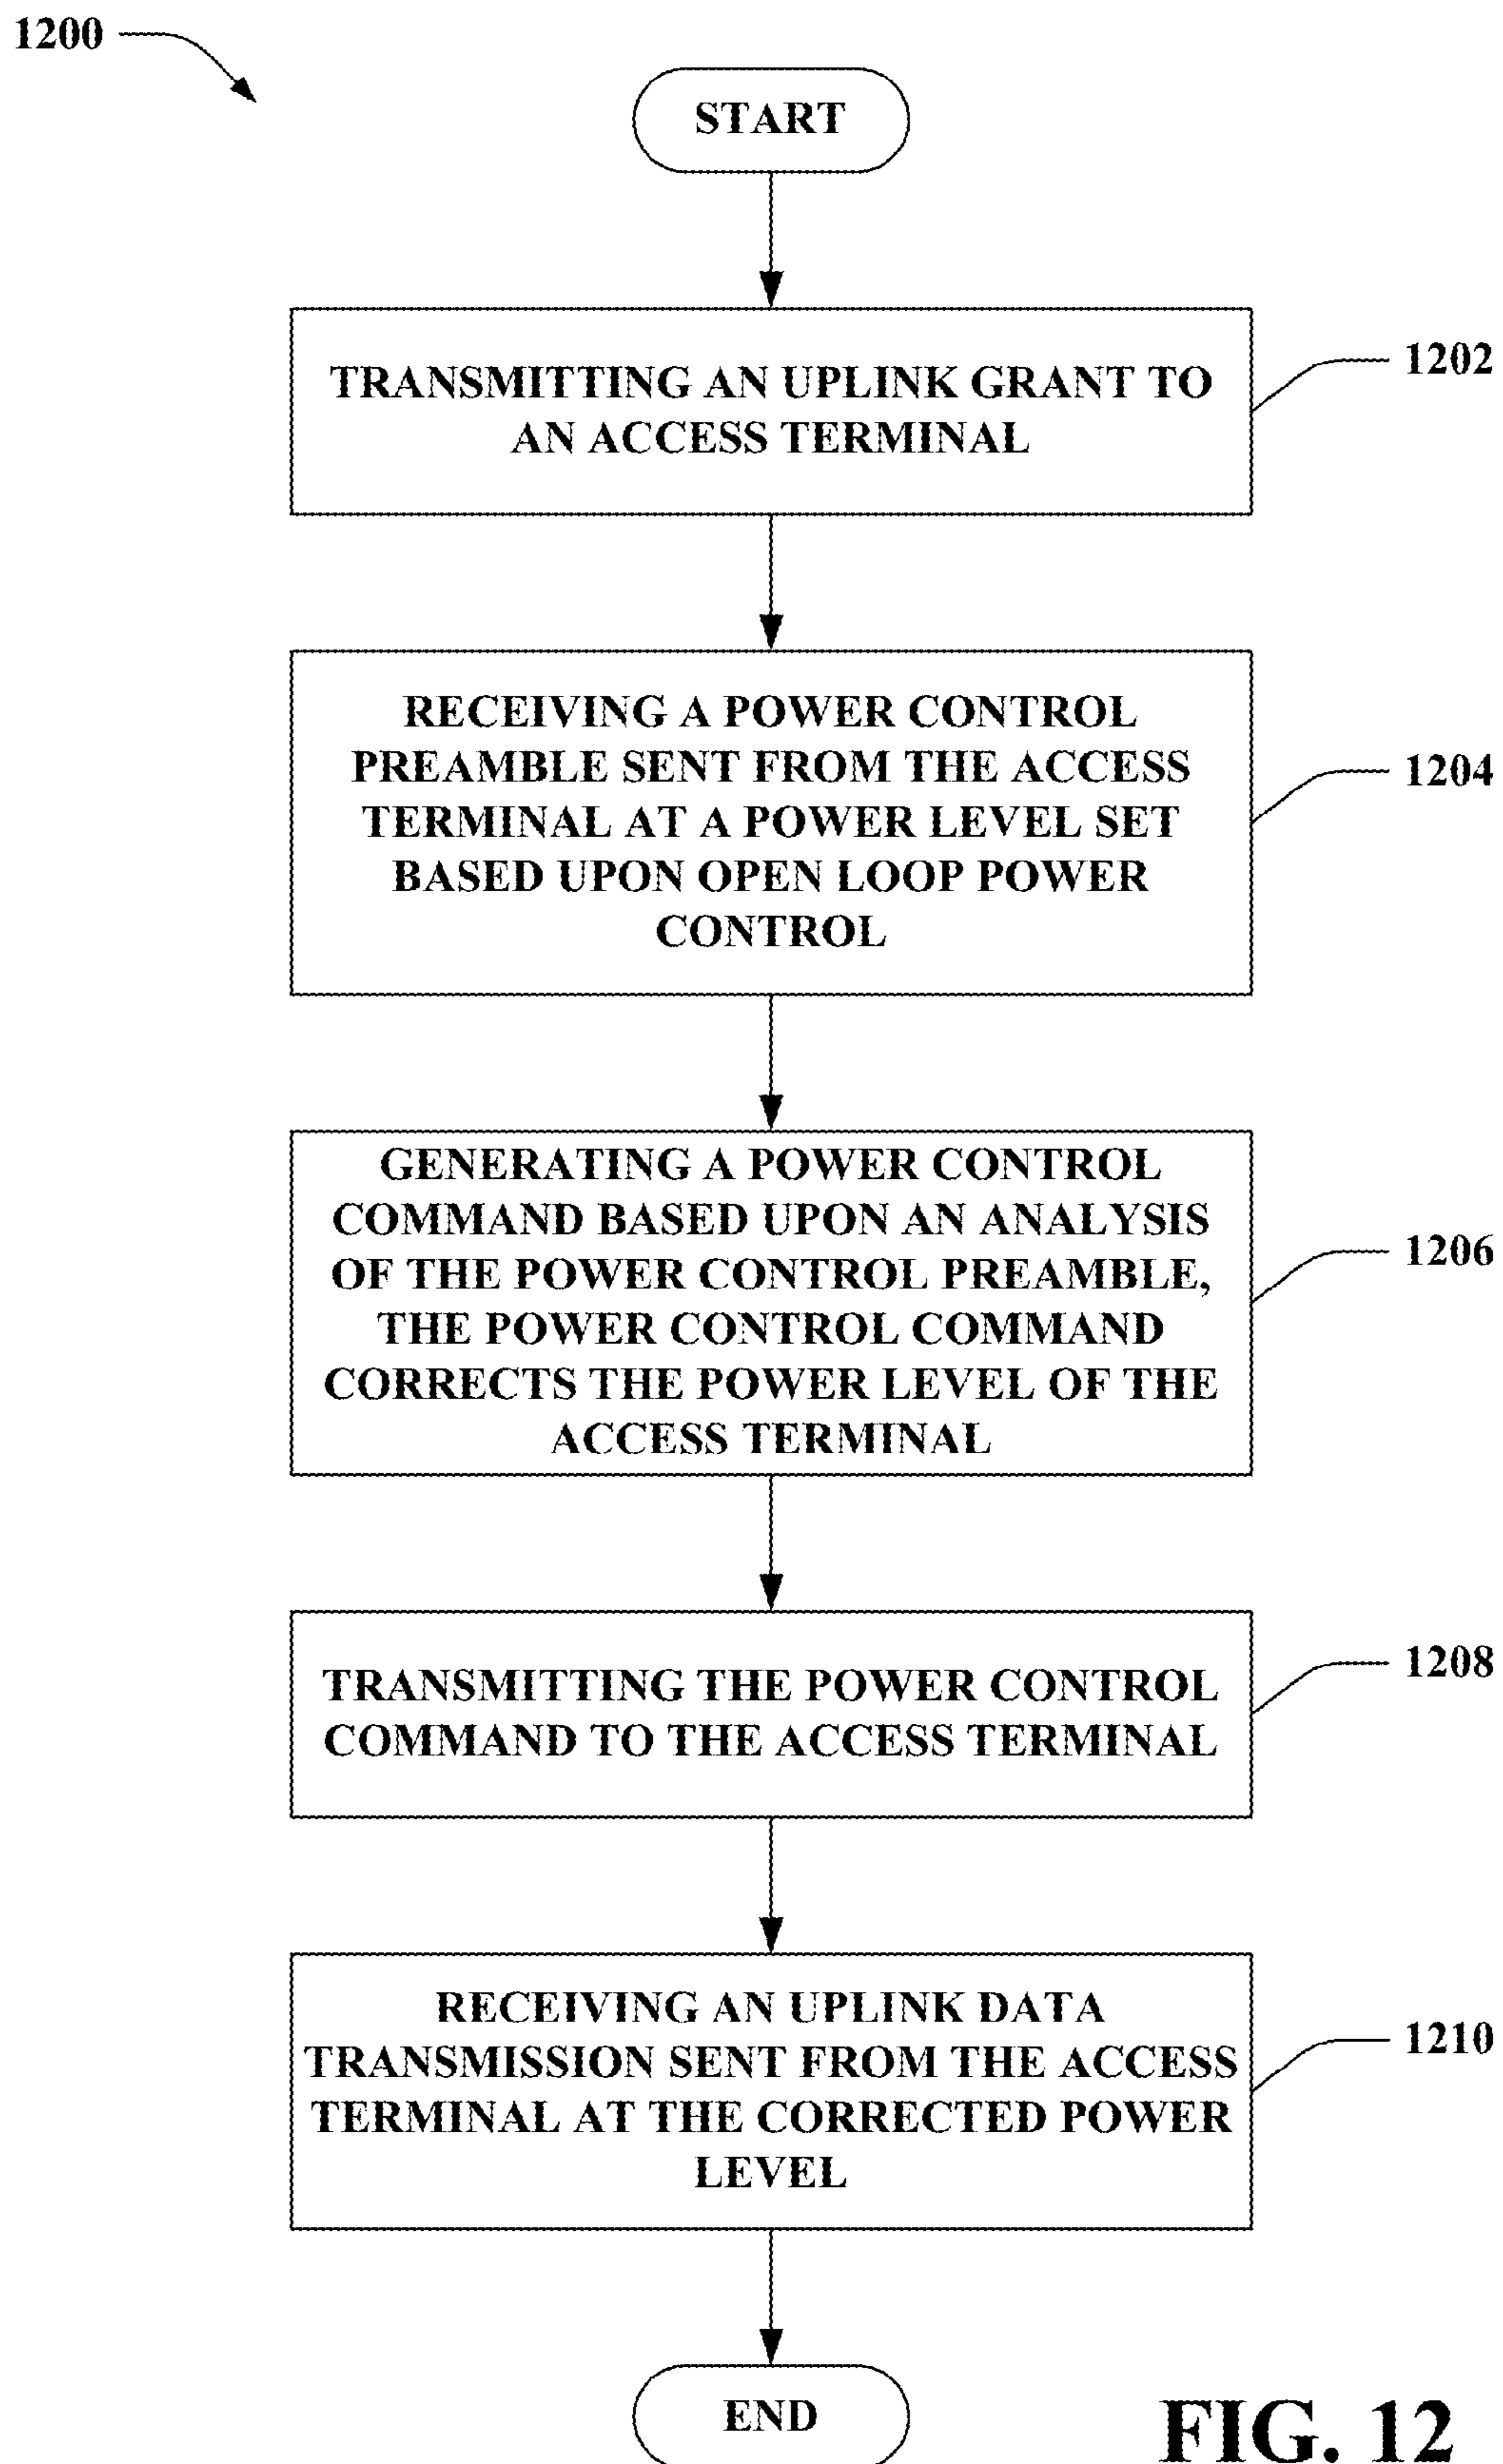 1200
START
TRANSMITTING AN UPLINK GRANT TO
AN ACCESS TERMINAL
1202
RECEIVING A POWER CONTROL
PREAMBLE SENT FROM THE ACCESS
TERMINAL AT A POWER LEVEL SET
BASED UPON OPEN LOOP POWER
CONTROL
1204
GENERATING A POWER CONTROL
COMMAND BASED UPON AN ANALYSIS
OF THE POWER CONTROL PREAMBLE,
THE POWER CONTROL COMMAND
CORRECTS THE POWER LEVEL OF THE
ACCESS TERMINAL
1206
TRANSMITTING THE POWER CONTROL
COMMAND TO THE ACCESS TERMINAL
1208
RECEIVING AN UPLINK DATA
TRANSMISSION SENT FROM THE ACCESS
TERMINAL AT THE CORRECTED POWER
LEVEL
1210
END
FIG. 12